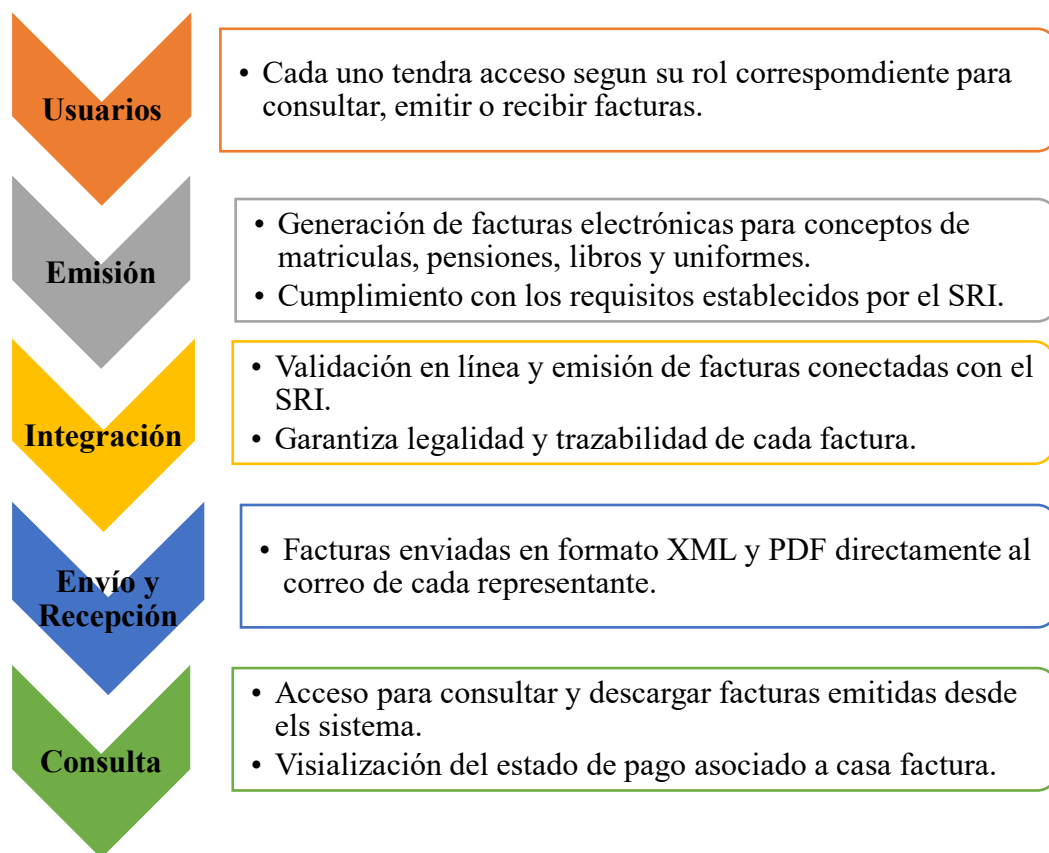 Usuarios
• Cada uno tendra acceso segun su rol correspomdiente para
consultar, emitir o recibir facturas.
Emisión
• Generación de facturas electrónicas para conceptos de
matriculas, pensiones, libros y uniformes.
• Cumplimiento con los requisitos establecidos por el SRI.
Integración
• Validación en línea y emisión de facturas conectadas con el
SRI.
• Garantiza legalidad y trazabilidad de cada factura.
Envío y
Recepción
• Facturas enviadas en formato XML y PDF directamente al
correo de cada representante.
Consulta
• Acceso para consultar y descargar facturas emitidas desde
els sistema.
• Visialización del estado de pago asociado a casa factura.